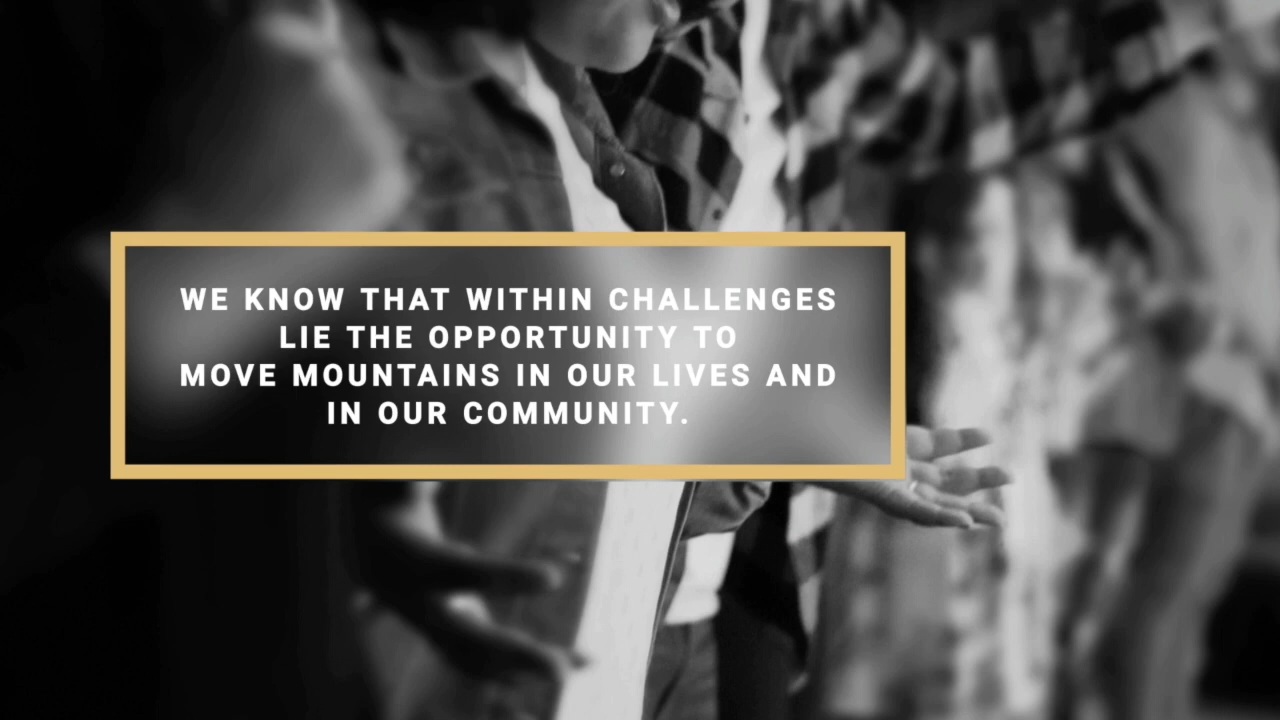 WE KNOW THAT WITHIN CHALLENGES
LIE THE OPPORTUNITY TO
MOVE MOUNTAINS IN OUR LIVES AND
IN OUR COMMUNITY.